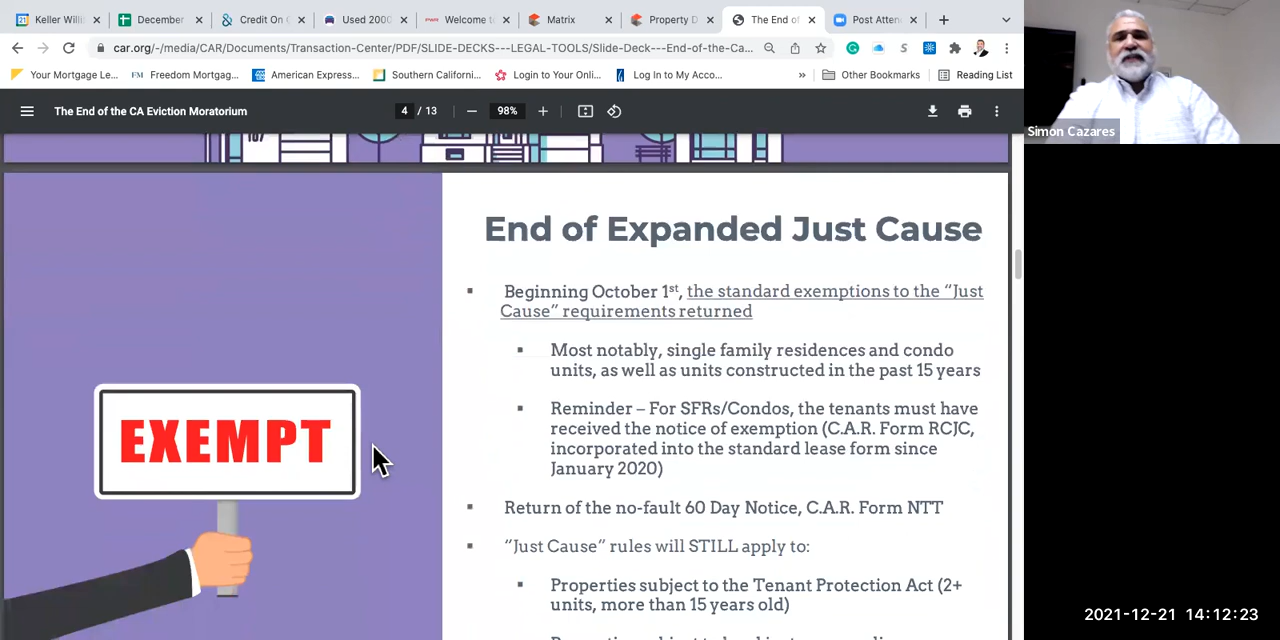 Keller Willi
December
Credit On
Used 2000
Welcome to
Matrix
Property D
The End of
Post Atten
car.org/-/media/CAR/Documents/Transaction-Center/PDF/SLIDE-DECKS---LEGAL-TOOLS/Slide-Deck---End-of-the-Ca...
Your Mortgage Le...
Freedom Mortgag...
American Express...
Southern Californi...
Login to Your Onli...
Log In to My Acco...
Other Bookmarks
Reading List
The End of the CA Eviction Moratorium
4 / 13
98%
Simon Cazares
End of Expanded Just Cause
Beginning October 1st, the standard exemptions to the “Just
Cause” requirements returned
Most notably, single family residences and condo
units, as well as units constructed in the past 15 years
Reminder – For SFRs/Condos, the tenants must have
received the notice of exemption (C.A.R. Form RCJC,
incorporated into the standard lease form since
January 2020)
EXEMPT
Return of the no-fault 60 Day Notice, C.A.R. Form NTT
“Just Cause” rules will STILL apply to:
Properties subject to the Tenant Protection Act (2+
units, more than 15 years old)
2021-12-21 14:12:23